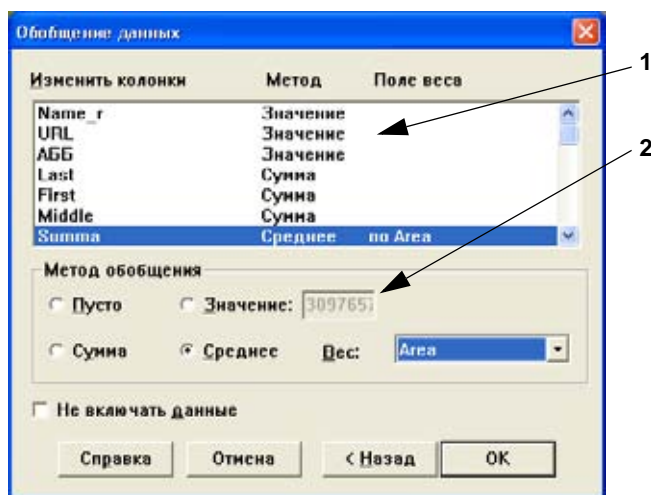 Обобщение данных
1
Изменить колонки Метод Поле веса
Name_r Значение
URL Значение
АББ Значение
Last Сумма
First Сумма
Middle Сумма
Summa Среднее по Area
2
Метод обобщения
Пусто Значение: 309765
Сумма Среднее Вес: Area
Не включать данные
Справка Отмена < Назад OK